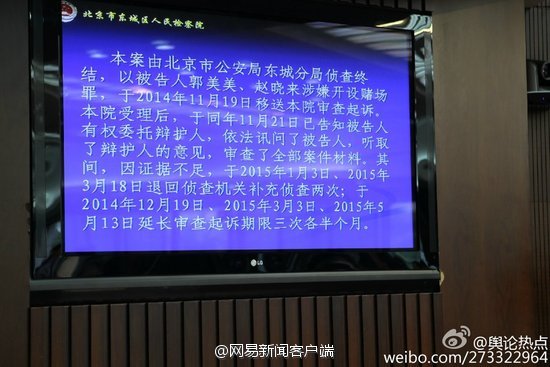 北京市东城区人民检察院
本案由北京市公安局东城分局侦查终
结，以被告人郭美美、赵晓来涉嫌开设赌场
罪，于2014年11月19日移送本院审查起诉。
本院受理后，于同年11月21日已告知被告人
有权委托辩护人，依法讯问了被告人，听取
了辩护人的意见，审查了全部案件材料。其
间，因证据不足，于2015年1月3日、2015年
3月18日退回侦查机关补充侦查两次；于
2014年12月19日、2015年3月3日、2015年5
月13日延长审查起诉期限三次各半个月。
LG
@网易新闻客户端
@舆论热点
weibo.com/273322964